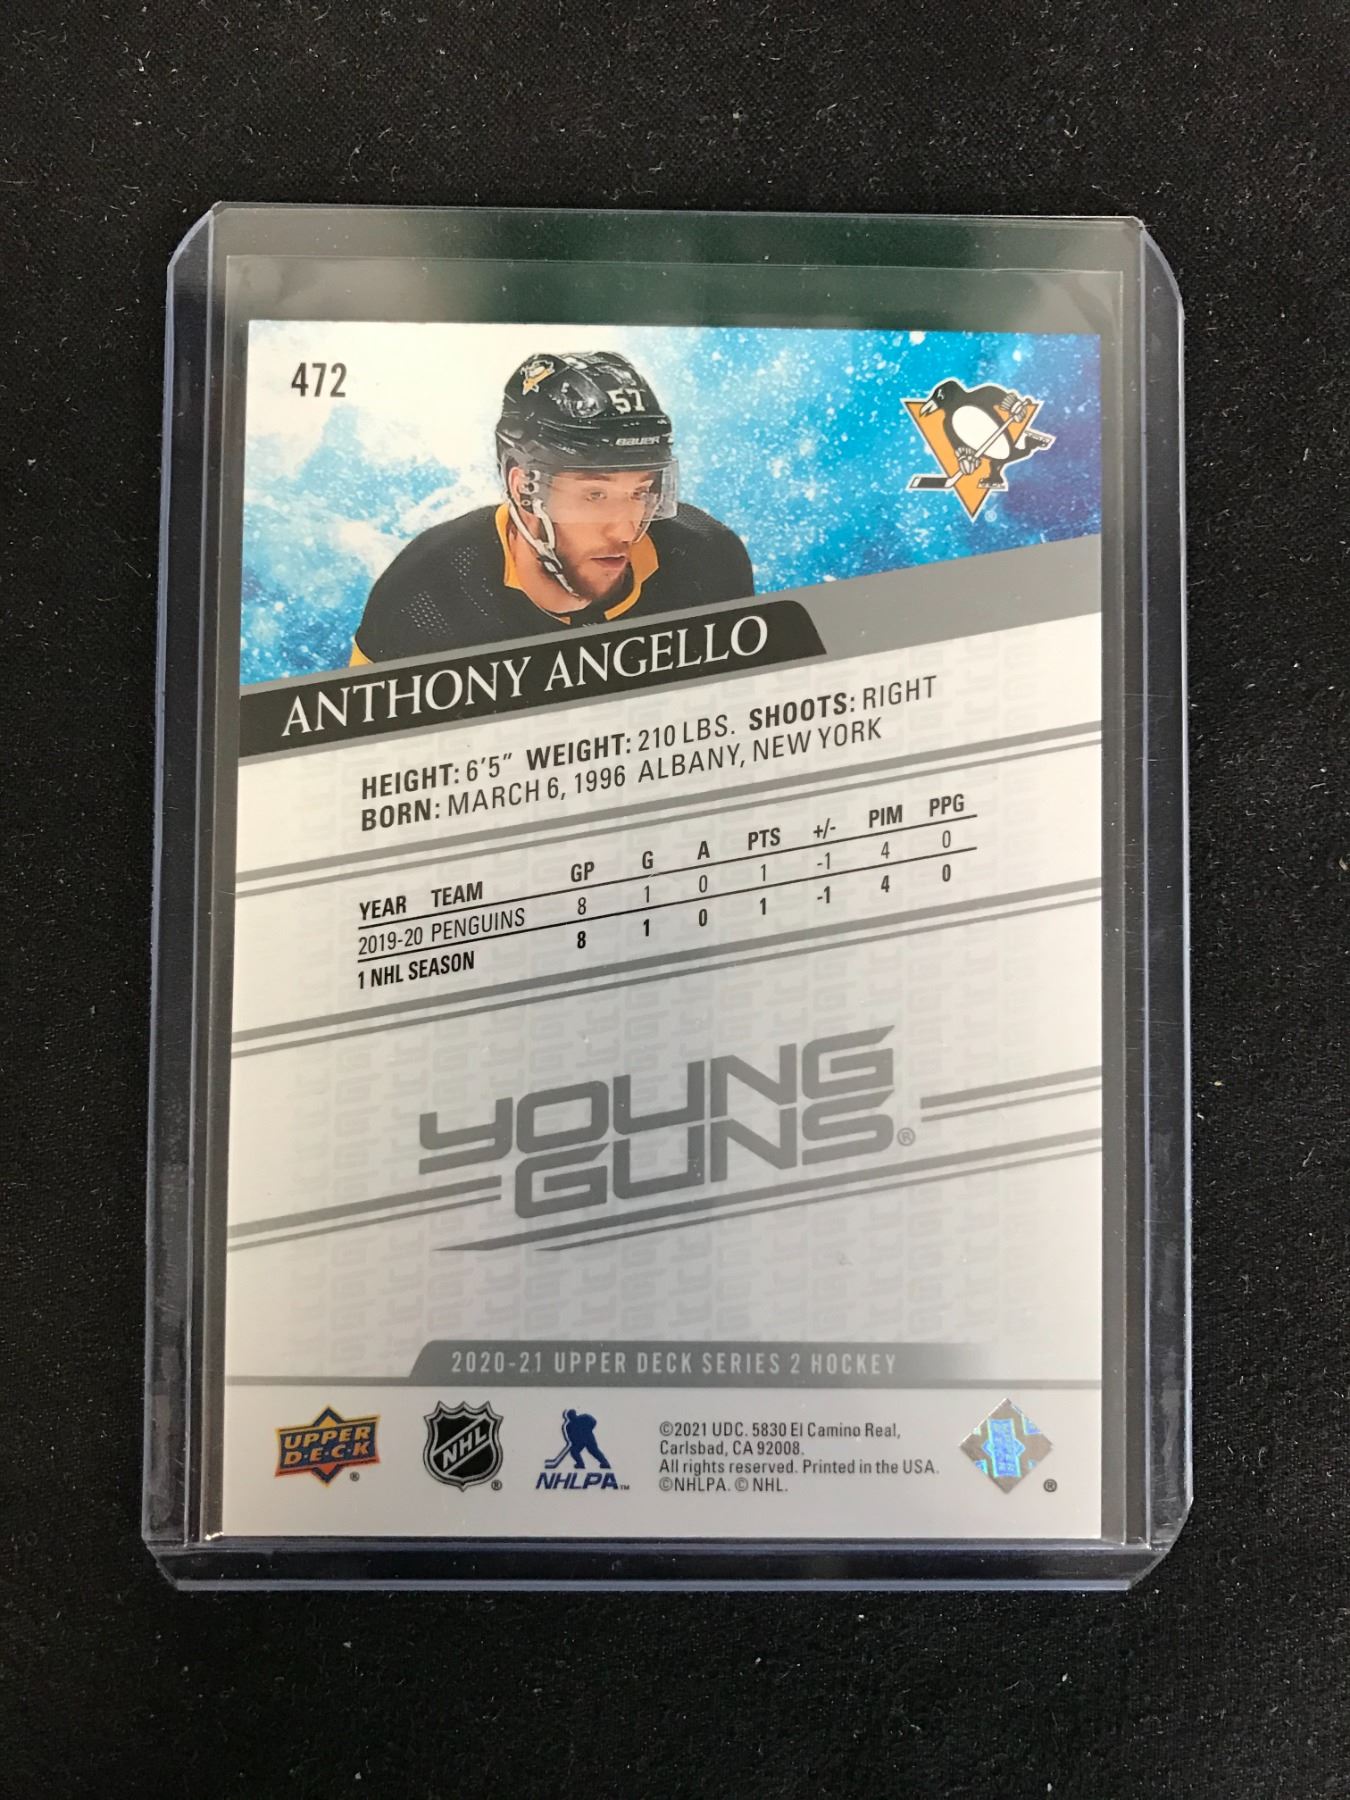 472
57
BAUER
ANTHONY ANGELLO
HEIGHT: 6'5" WEIGHT: 210 LBS. SHOOTS: RIGHT
BORN: MARCH 6, 1996 ALBANY, NEW YORK
YEAR TEAM GP G A PTS +/- PIM PPG
2019-20 PENGUINS 8 1 0 1 -1 4 0
1 NHL SEASON 8 1 0 1 -1 4 0
YOUNG
GUNS®
2020-21 UPPER DECK SERIES 2 HOCKEY
UPPER
D·E·C·K
®
NHL
®
NHLPA™
©2021 UDC. 5830 El Camino Real,
Carlsbad, CA 92008.
All rights reserved. Printed in the USA.
©NHLPA. © NHL.
®